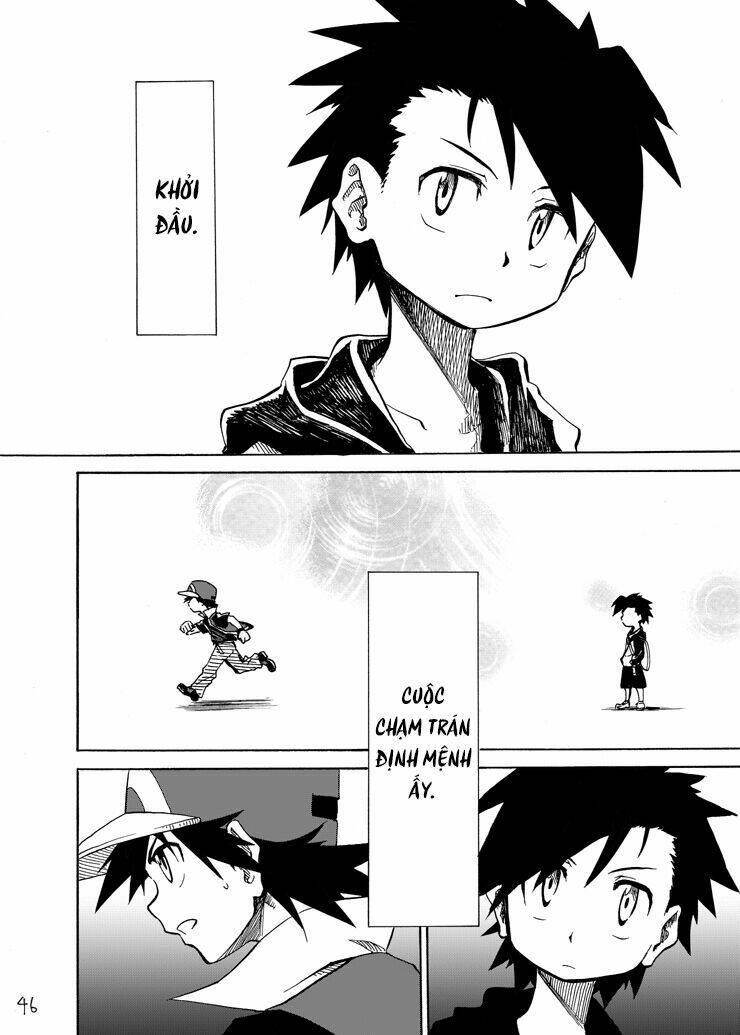 KHỞI
ĐẦU.
CUỘC
CHẠM TRÁN
ĐỊNH MỆNH
ẤY.
46